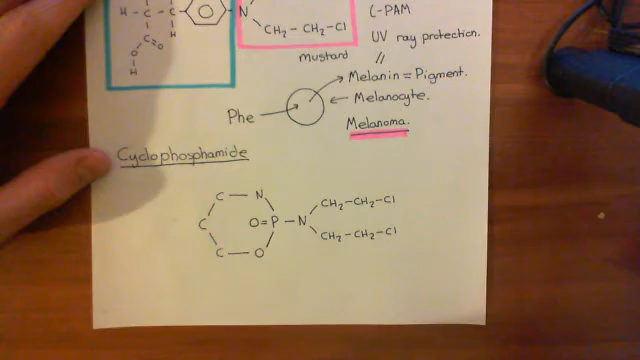 H - C - C - N
CH₂ - CH₂-Cl
H
C
O
O
H
mustard
L-PAM
UV ray protection.
Melanin = Pigment.
Phe
Melanocyte.
Melanoma.
Cyclophosphamide
C — N
CH₂-CH₂-Cl
C
O=P-N
CH₂-CH₂-Cl
C — O